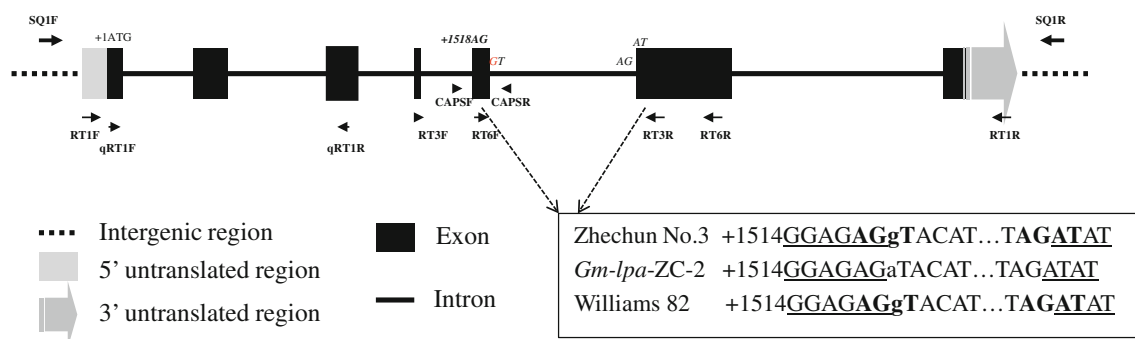 SQ1F
SQ1R
+1ATG
+1518AG
GT
AT
AG
CAPSF
CAPSR
RT1F
qRT1F
qRT1R
RT3F
RT6F
RT3R
RT6R
RT1R
Intergenic region
5' untranslated region
3' untranslated region
Exon
Intron
Zhechun No.3 +1514GGAGAGgTACAT…TAGATAT
Gm-lpa-ZC-2 +1514GGAGAGaTACAT…TAGATAT
Williams 82 +1514GGAGAGgTACAT…TAGATAT